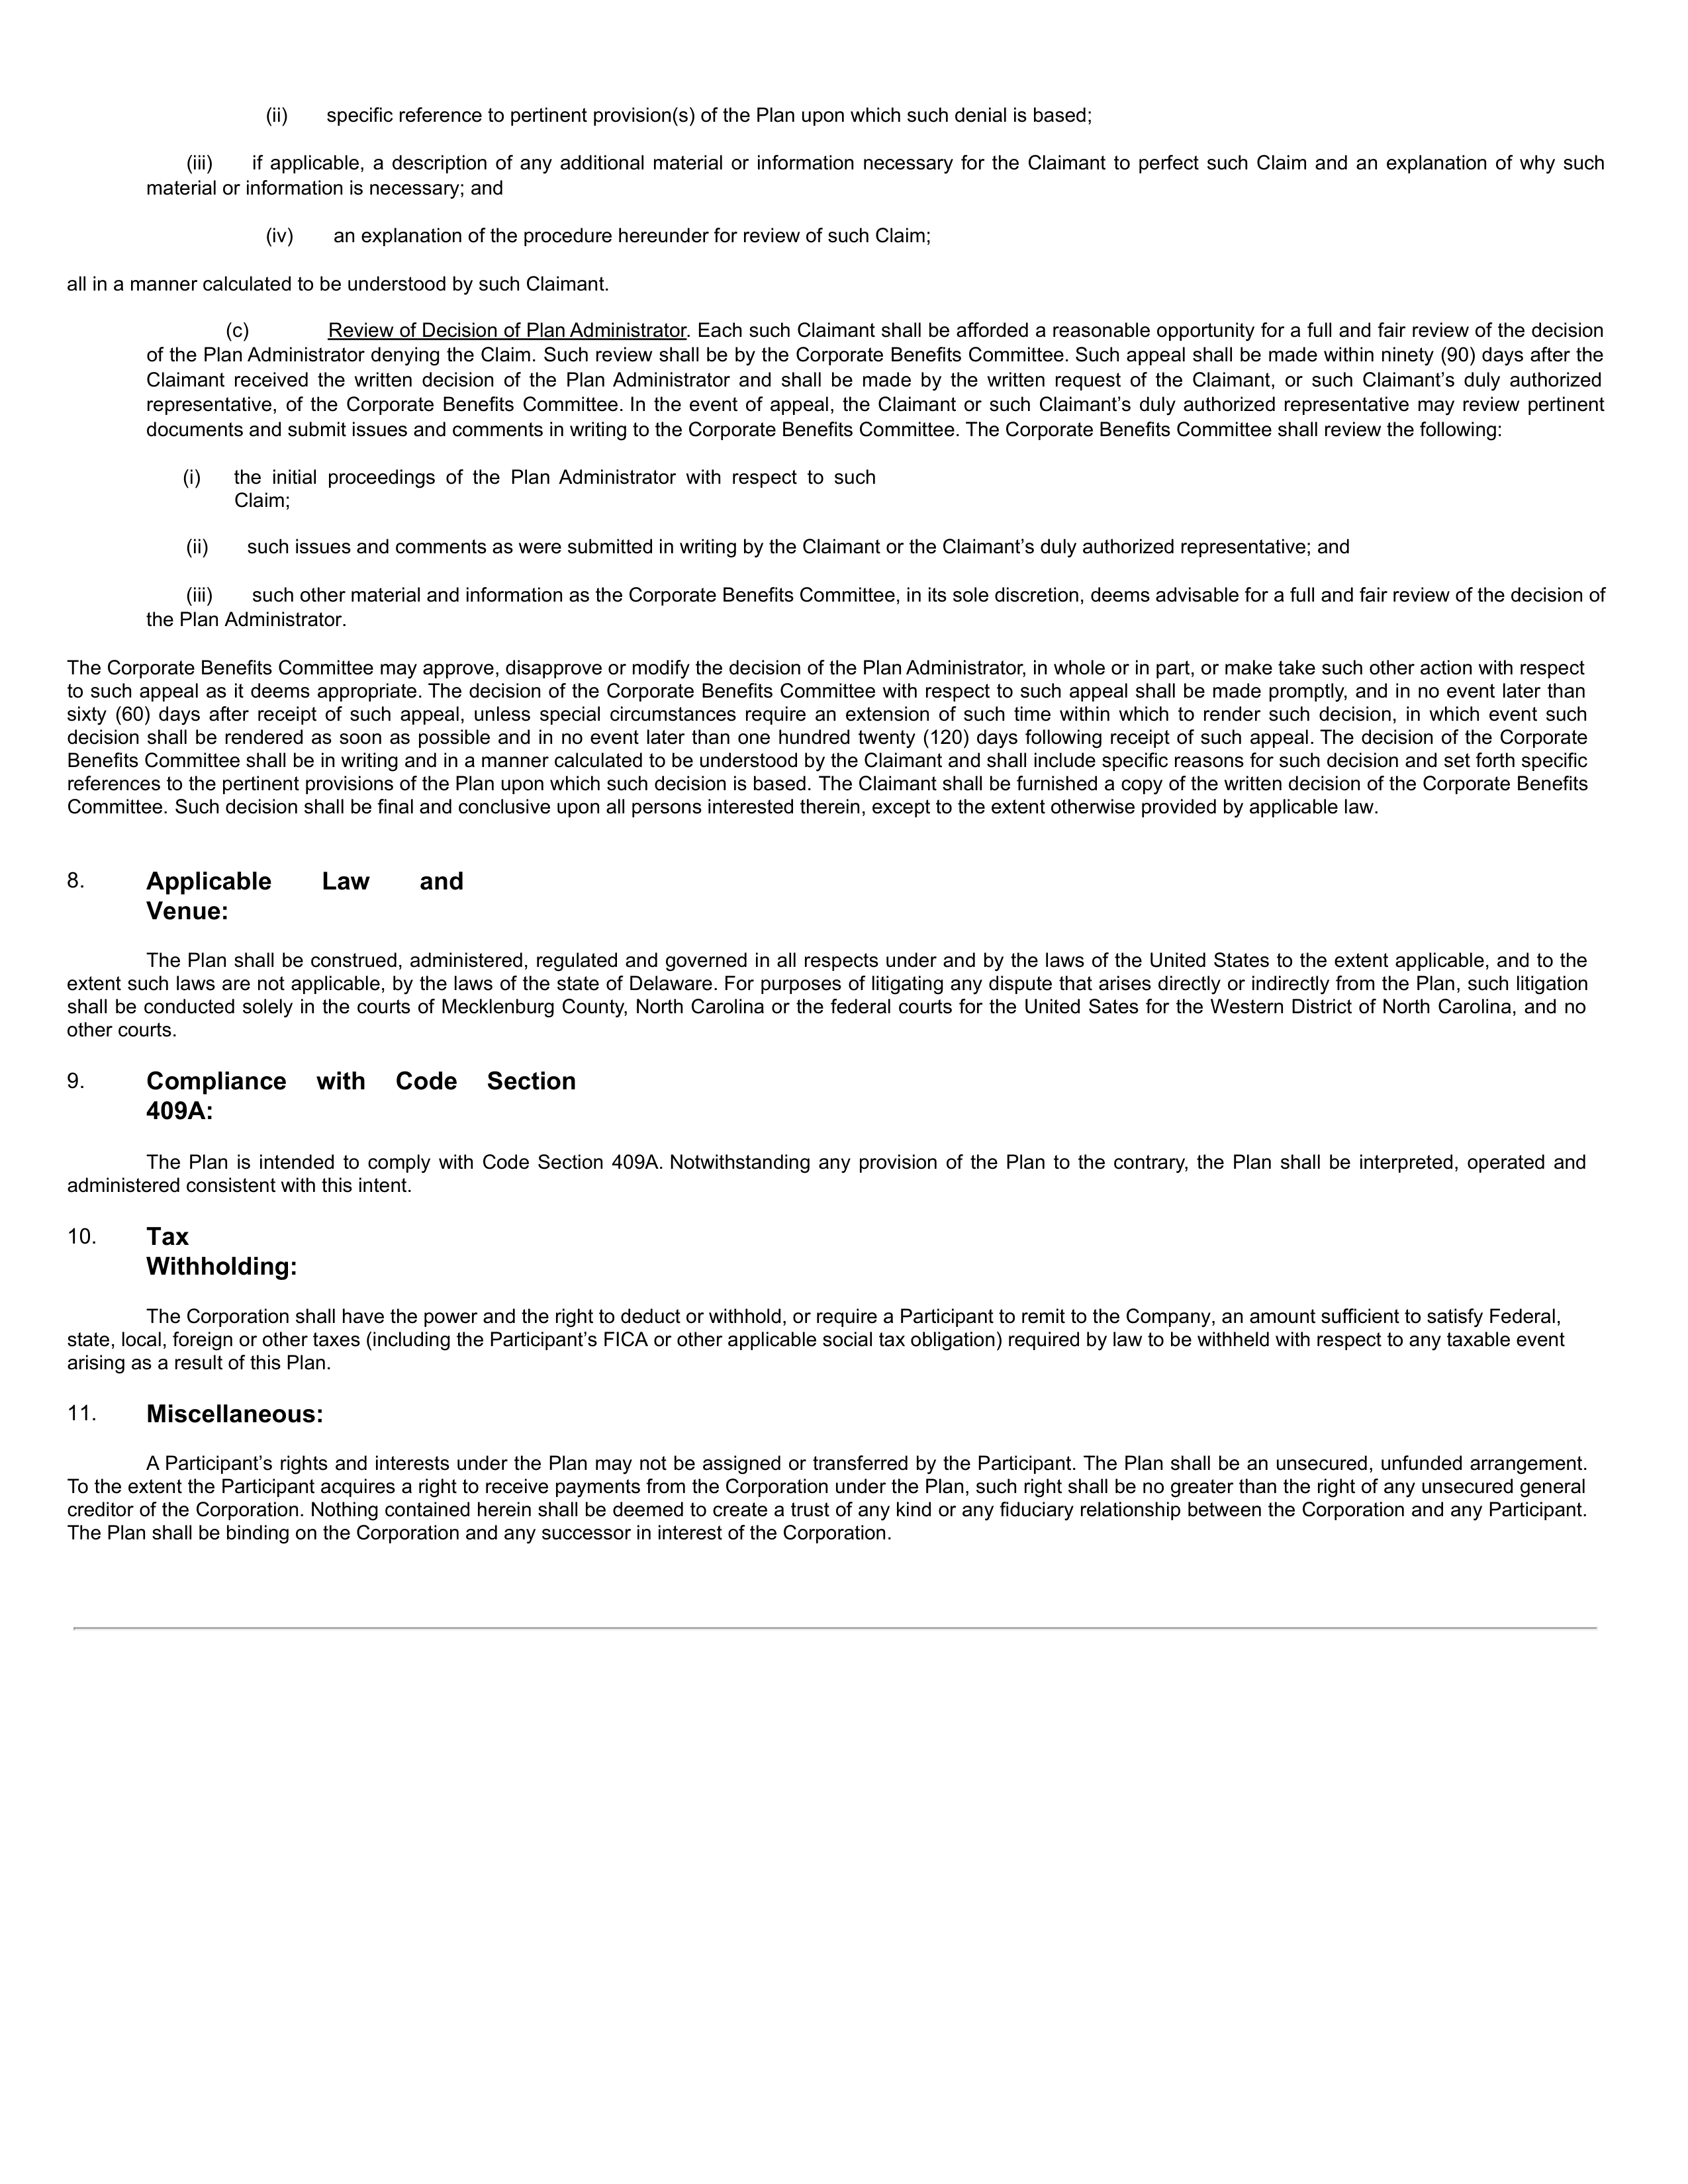 (ii) specific reference to pertinent provision(s) of the Plan upon which such denial is based;
(iii) if applicable, a description of any additional material or information necessary for the Claimant to perfect such Claim and an explanation of why such
material or information is necessary; and
(iv) an explanation of the procedure hereunder for review of such Claim;
all in a manner calculated to be understood by such Claimant.
(c) Review of Decision of Plan Administrator. Each such Claimant shall be afforded a reasonable opportunity for a full and fair review of the decision
of the Plan Administrator denying the Claim. Such review shall be by the Corporate Benefits Committee. Such appeal shall be made within ninety (90) days after the
Claimant received the written decision of the Plan Administrator and shall be made by the written request of the Claimant, or such Claimant’s duly authorized
representative, of the Corporate Benefits Committee. In the event of appeal, the Claimant or such Claimant’s duly authorized representative may review pertinent
documents and submit issues and comments in writing to the Corporate Benefits Committee. The Corporate Benefits Committee shall review the following:
(i) the initial proceedings of the Plan Administrator with respect to such
Claim;
(ii) such issues and comments as were submitted in writing by the Claimant or the Claimant’s duly authorized representative; and
(iii) such other material and information as the Corporate Benefits Committee, in its sole discretion, deems advisable for a full and fair review of the decision of
the Plan Administrator.
The Corporate Benefits Committee may approve, disapprove or modify the decision of the Plan Administrator, in whole or in part, or make take such other action with respect
to such appeal as it deems appropriate. The decision of the Corporate Benefits Committee with respect to such appeal shall be made promptly, and in no event later than
sixty (60) days after receipt of such appeal, unless special circumstances require an extension of such time within which to render such decision, in which event such
decision shall be rendered as soon as possible and in no event later than one hundred twenty (120) days following receipt of such appeal. The decision of the Corporate
Benefits Committee shall be in writing and in a manner calculated to be understood by the Claimant and shall include specific reasons for such decision and set forth specific
references to the pertinent provisions of the Plan upon which such decision is based. The Claimant shall be furnished a copy of the written decision of the Corporate Benefits
Committee. Such decision shall be final and conclusive upon all persons interested therein, except to the extent otherwise provided by applicable law.
8. Applicable Law and
Venue:
The Plan shall be construed, administered, regulated and governed in all respects under and by the laws of the United States to the extent applicable, and to the
extent such laws are not applicable, by the laws of the state of Delaware. For purposes of litigating any dispute that arises directly or indirectly from the Plan, such litigation
shall be conducted solely in the courts of Mecklenburg County, North Carolina or the federal courts for the United Sates for the Western District of North Carolina, and no
other courts.
9. Compliance with Code Section
409A:
The Plan is intended to comply with Code Section 409A. Notwithstanding any provision of the Plan to the contrary, the Plan shall be interpreted, operated and
administered consistent with this intent.
10. Tax
Withholding:
The Corporation shall have the power and the right to deduct or withhold, or require a Participant to remit to the Company, an amount sufficient to satisfy Federal,
state, local, foreign or other taxes (including the Participant’s FICA or other applicable social tax obligation) required by law to be withheld with respect to any taxable event
arising as a result of this Plan.
11. Miscellaneous:
A Participant’s rights and interests under the Plan may not be assigned or transferred by the Participant. The Plan shall be an unsecured, unfunded arrangement.
To the extent the Participant acquires a right to receive payments from the Corporation under the Plan, such right shall be no greater than the right of any unsecured general
creditor of the Corporation. Nothing contained herein shall be deemed to create a trust of any kind or any fiduciary relationship between the Corporation and any Participant.
The Plan shall be binding on the Corporation and any successor in interest of the Corporation.